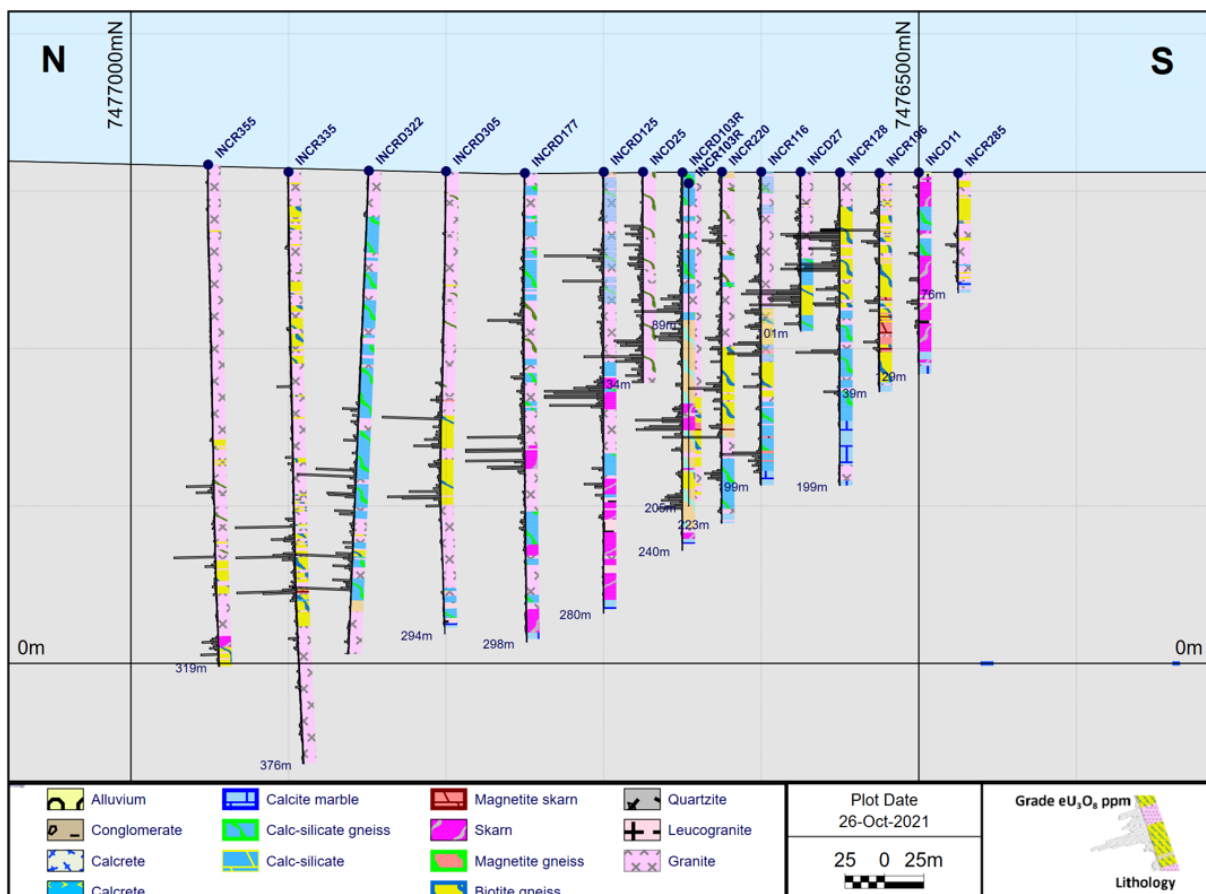 N
7477000mN
7476500mN
S
INCR355
INCR335
INCRD322
INCRD305
INCRD177
INCRD125
INCD25
INCRD103R
INCR103R
INCR220
INCR116
INCD27
INCR128
INCR196
INCD11
INCR285
76m
89m
01m
34m
39m
129m
199m
199m
205m
223m
240m
280m
294m
298m
0m
0m
319m
376m
Alluvium
Calcite marble
Magnetite skarn
Quartzite
Conglomerate
Calc-silicate gneiss
Skarn
Leucogranite
Calcrete
Calc-silicate
Magnetite gneiss
Granite
Calcrete
Biotite gneiss
Plot Date
26-Oct-2021
25 0 25m
Grade eU₃O₈ ppm
Lithology